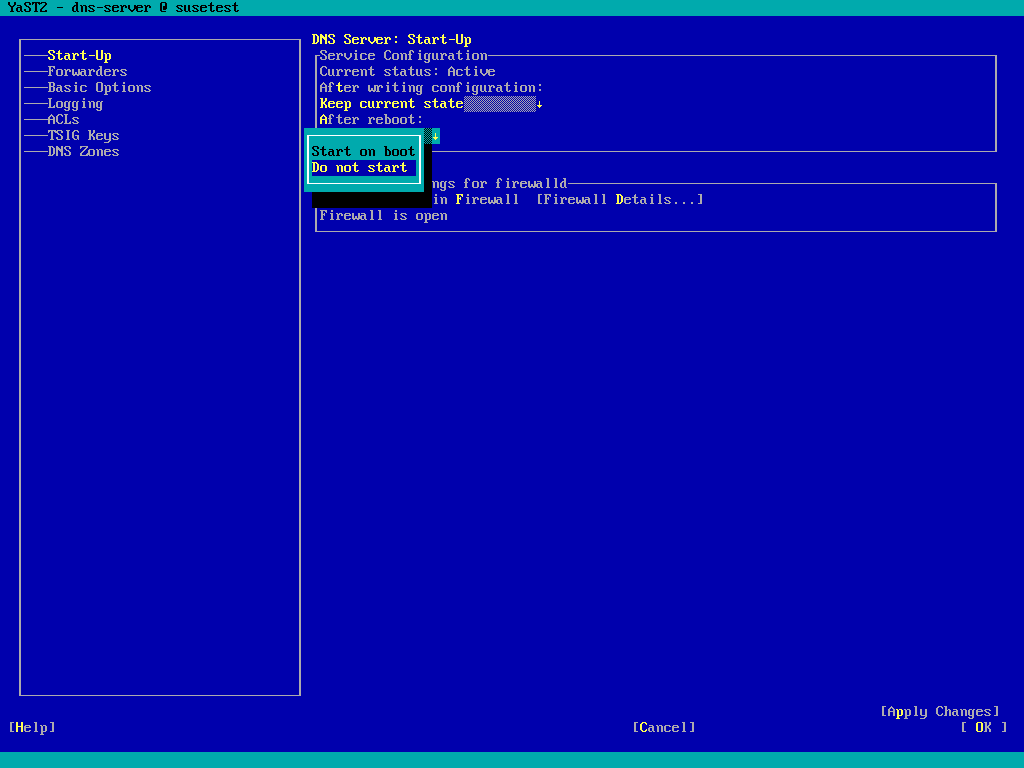 YaST2 - dns-server @ susetest
DNS Server: Start-Up
Start-Up
Forwarders
Basic Options
Logging
ACLs
TSIG Keys
DNS Zones
Service Configuration
Current status: Active
After writing configuration:
Keep current state↓
After reboot:
↓
Start on boot
Do not start
ngs for firewalld
in Firewall [Firewall Details...]
Firewall is open
[Apply Changes]
[Help] [Cancel] [ OK ]